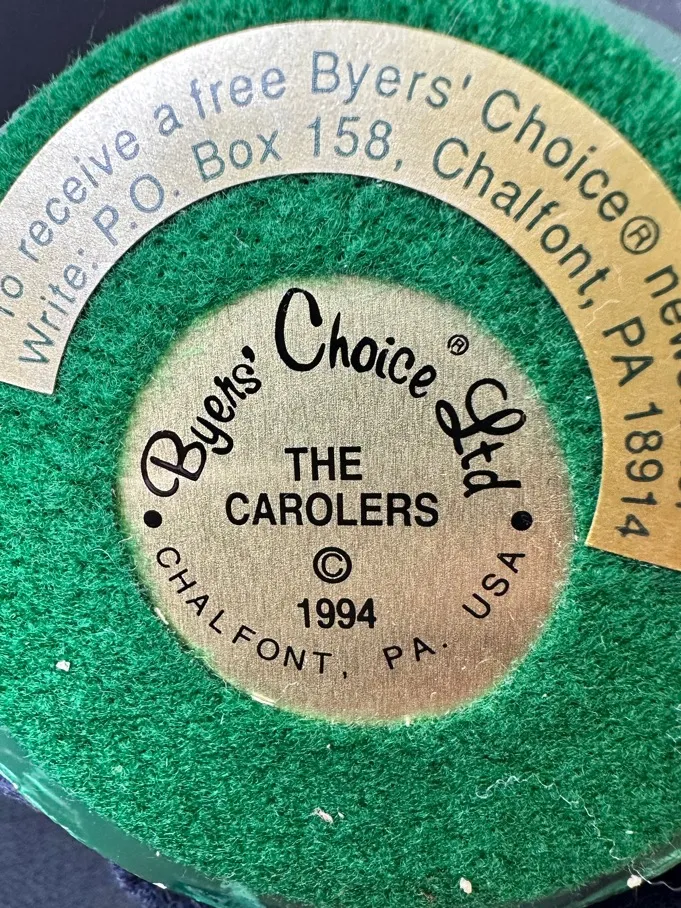 To receive a free Byers' Choice®
Write: P.O. Box 158, Chalfont, PA 18914
Byers' Choice® Ltd
THE
CAROLERS
©
1994
• CHALFONT, PA. USA •